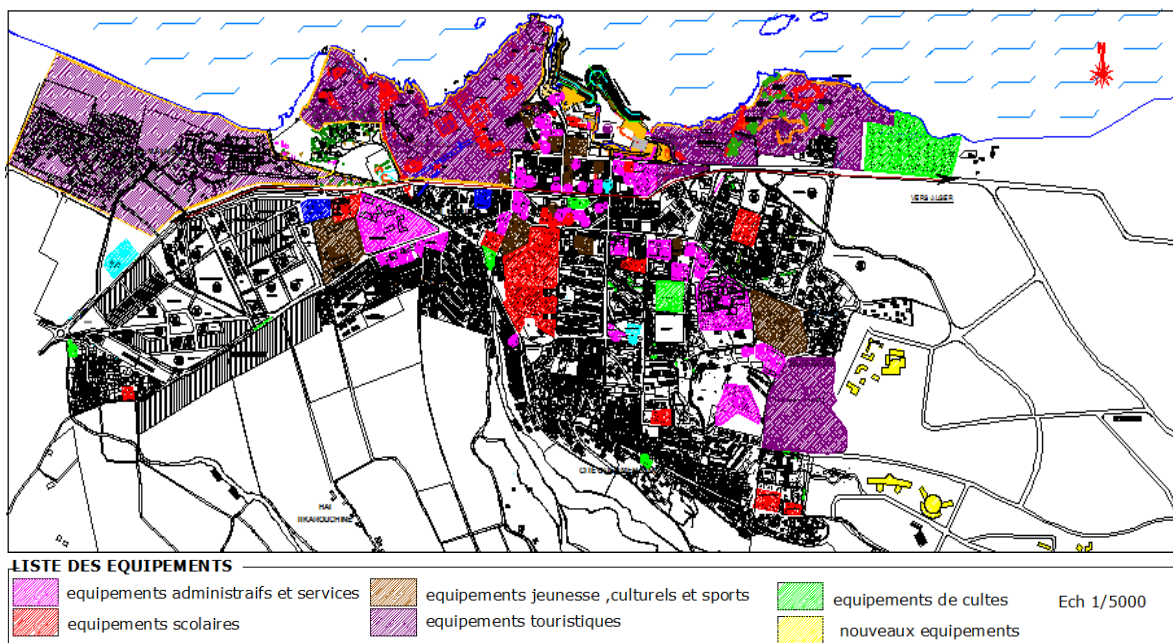 N
VERS ALGER
HAI
LISTE DES EQUIPEMENTS
equipements administraifs et services
equipements jeunesse ,culturels et sports
equipements de cultes
Ech 1/5000
equipements scolaires
equipements touristiques
nouveaux equipements